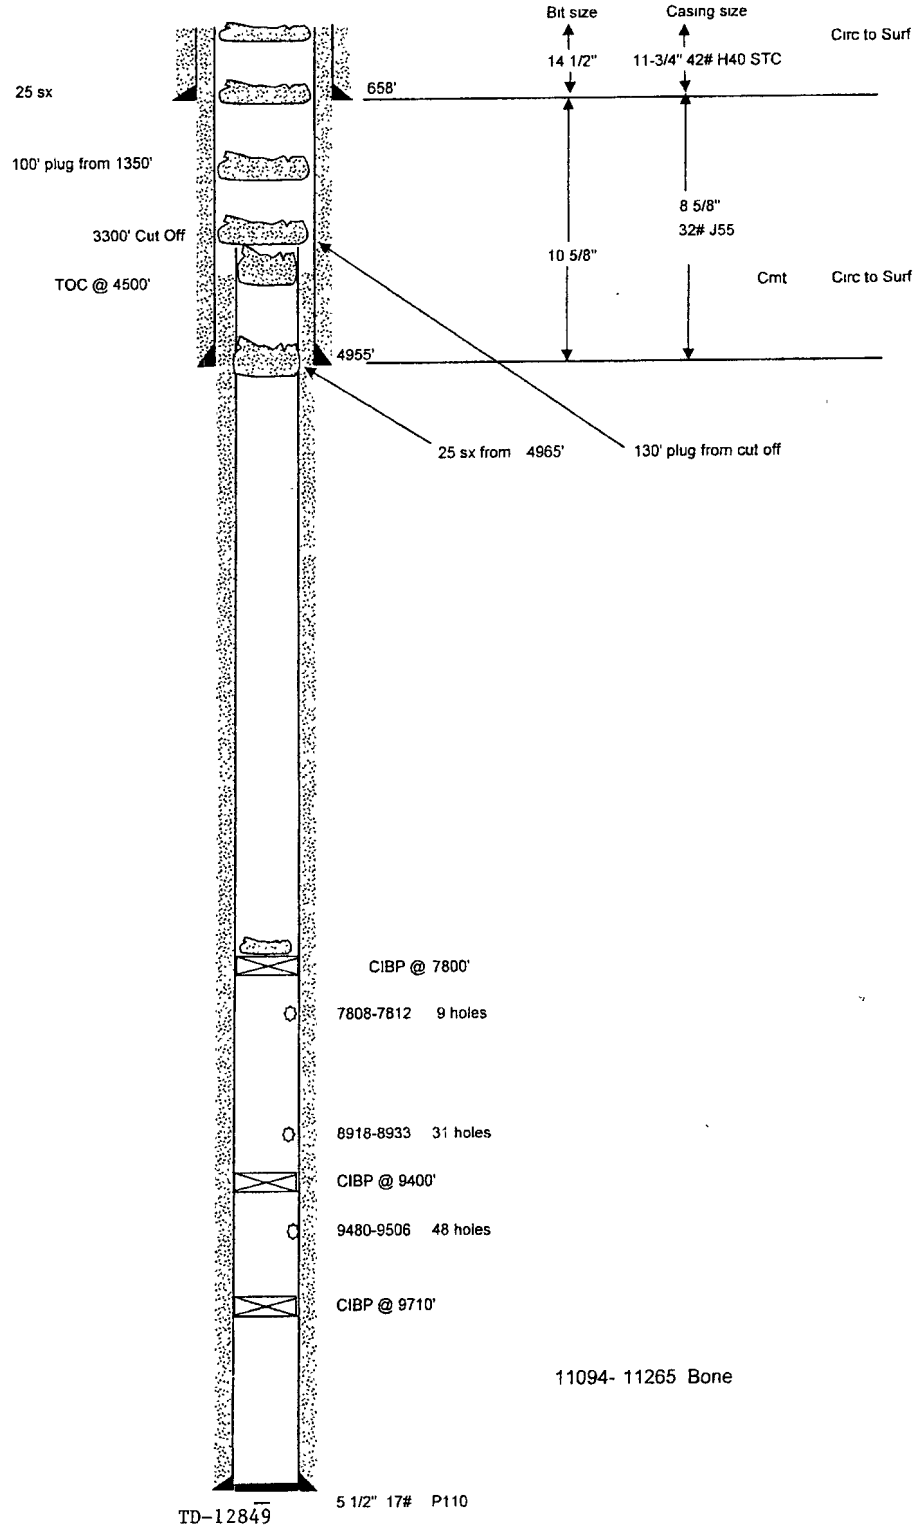 Bit size Casing size
Circ to Surf
14 1/2" 11-3/4" 42# H40 STC
25 sx
658'
100' plug from 1350'
8 5/8"
32# J55
3300' Cut Off
10 5/8"
TOC @ 4500'
Cmt Circ to Surf
4955'
25 sx from 4965'
130' plug from cut off
CIBP @ 7800'
7808-7812 9 holes
8918-8933 31 holes
CIBP @ 9400'
9480-9506 48 holes
CIBP @ 9710'
11094- 11265 Bone
5 1/2" 17# P110
TD-12849